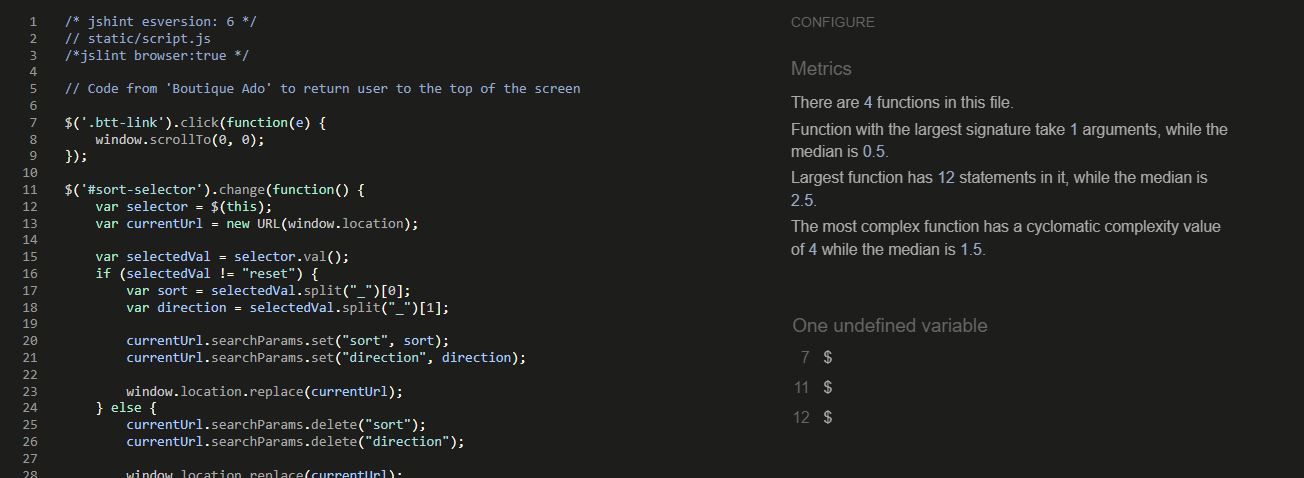 1 /* jshint esversion: 6 */
2 // static/script.js
3 /*jslint browser:true */
4
5 // Code from 'Boutique Ado' to return user to the top of the screen
6
7 $('.btt-link').click(function(e) {
8     window.scrollTo(0, 0);
9 });
10
11 $('#sort-selector').change(function() {
12     var selector = $(this);
13     var currentUrl = new URL(window.location);
14
15     var selectedVal = selector.val();
16     if (selectedVal != "reset") {
17         var sort = selectedVal.split("_")[0];
18         var direction = selectedVal.split("_")[1];
19
20         currentUrl.searchParams.set("sort", sort);
21         currentUrl.searchParams.set("direction", direction);
22
23         window.location.replace(currentUrl);
24     } else {
25         currentUrl.searchParams.delete("sort");
26         currentUrl.searchParams.delete("direction");
27
28         window.location.replace(currentUrl);
CONFIGURE
Metrics
There are 4 functions in this file.
Function with the largest signature take 1 arguments, while the
median is 0.5.
Largest function has 12 statements in it, while the median is
2.5.
The most complex function has a cyclomatic complexity value
of 4 while the median is 1.5.
One undefined variable
7 $
11 $
12 $